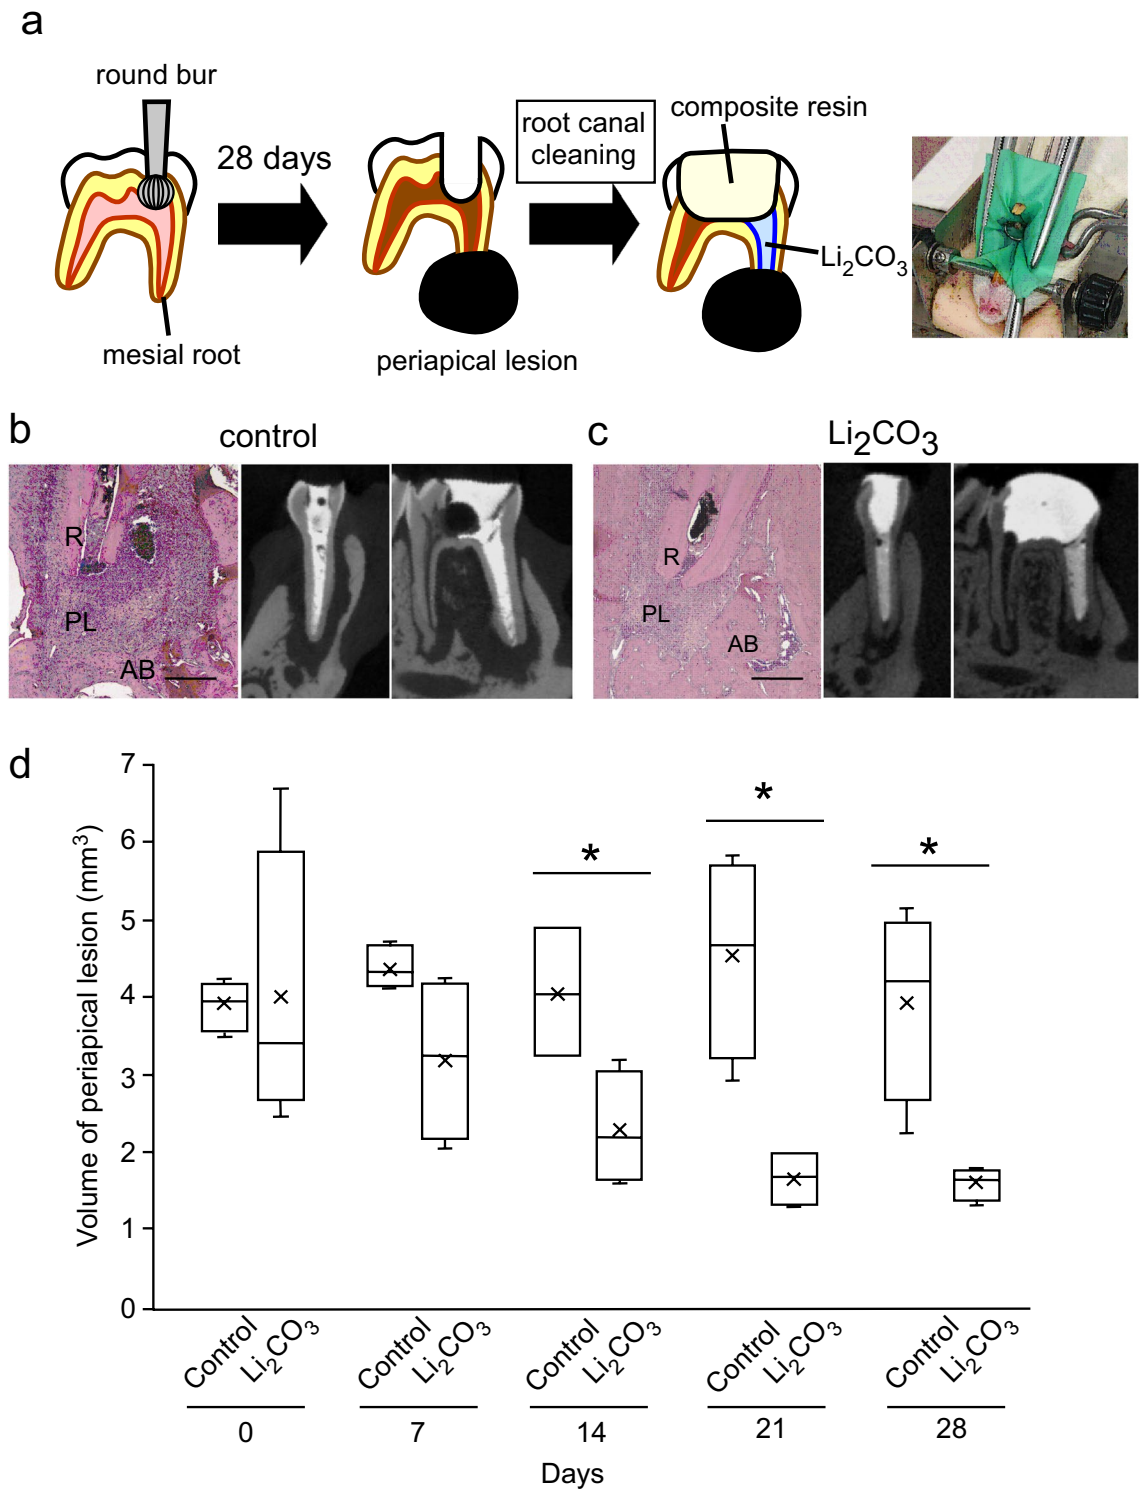 a
round bur
28 days
root canal
cleaning
composite resin
Li2CO3
mesial root
periapical lesion
b
control
c
Li2CO3
R
PL
AB
R
PL
AB
d
Volume of periapical lesion (mm3)
7
6
5
4
3
2
1
0
*
*
*
Control
Li2CO3
Control
Li2CO3
Control
Li2CO3
Control
Li2CO3
Control
Li2CO3
0
7
14
21
28
Days